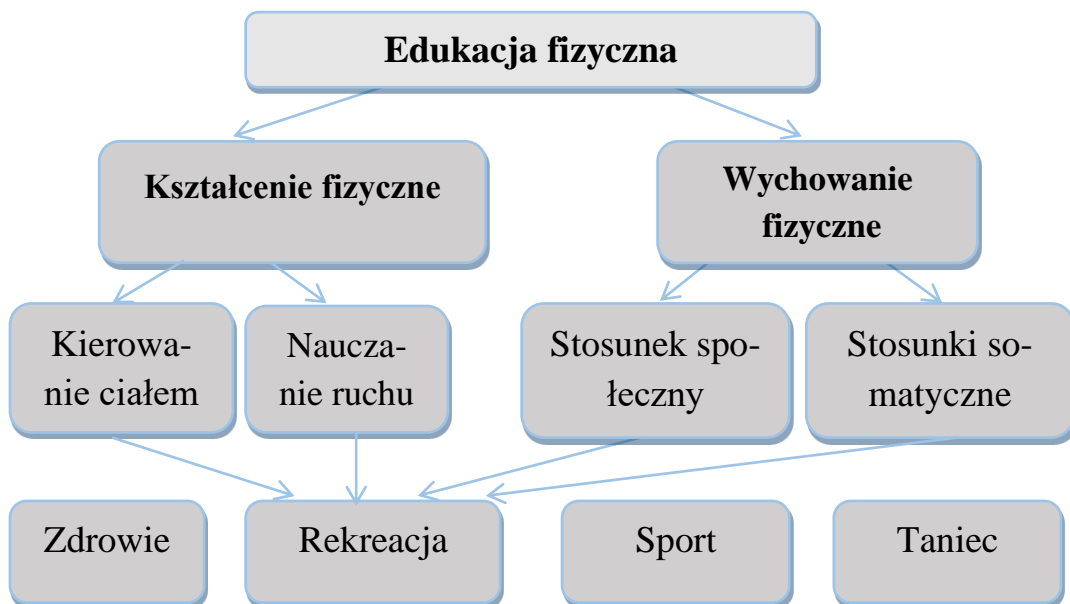 Edukacja fizyczna
Kształcenie fizyczne
Wychowanie
fizyczne
Kierowa-
nie ciałem
Naucza-
nie ruchu
Stosunek spo-
łeczny
Stosunki so-
matyczne
Zdrowie
Rekreacja
Sport
Taniec